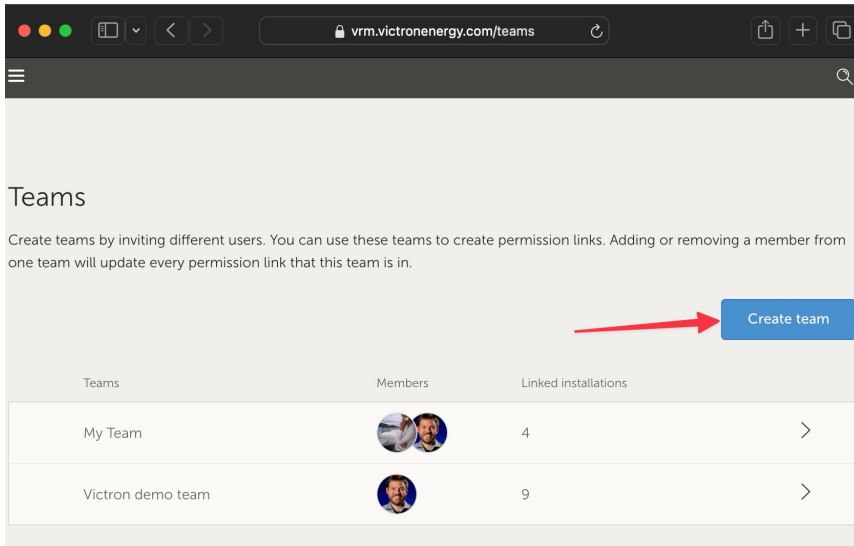 vrm.victronenergy.com/teams
Teams
Create teams by inviting different users. You can use these teams to create permission links. Adding or removing a member from
one team will update every permission link that this team is in.
Create team
Teams Members Linked installations
My Team 4
Victron demo team 9